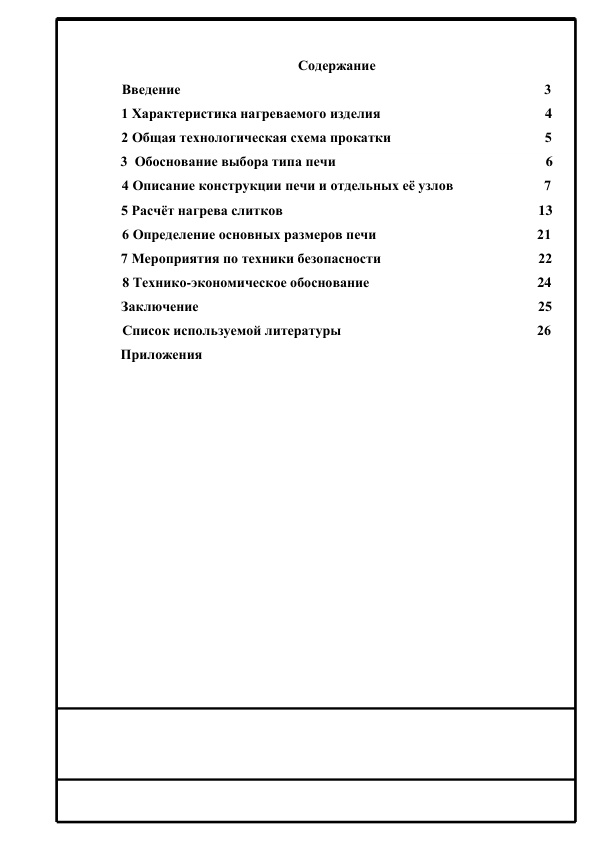 Содержание
Введение 3
1 Характеристика нагреваемого изделия 4
2 Общая технологическая схема прокатки 5
3 Обоснование выбора типа печи 6
4 Описание конструкции печи и отдельных её узлов 7
5 Расчёт нагрева слитков 13
6 Определение основных размеров печи 21
7 Мероприятия по техники безопасности 22
8 Технико-экономическое обоснование 24
Заключение 25
Список используемой литературы 26
Приложения